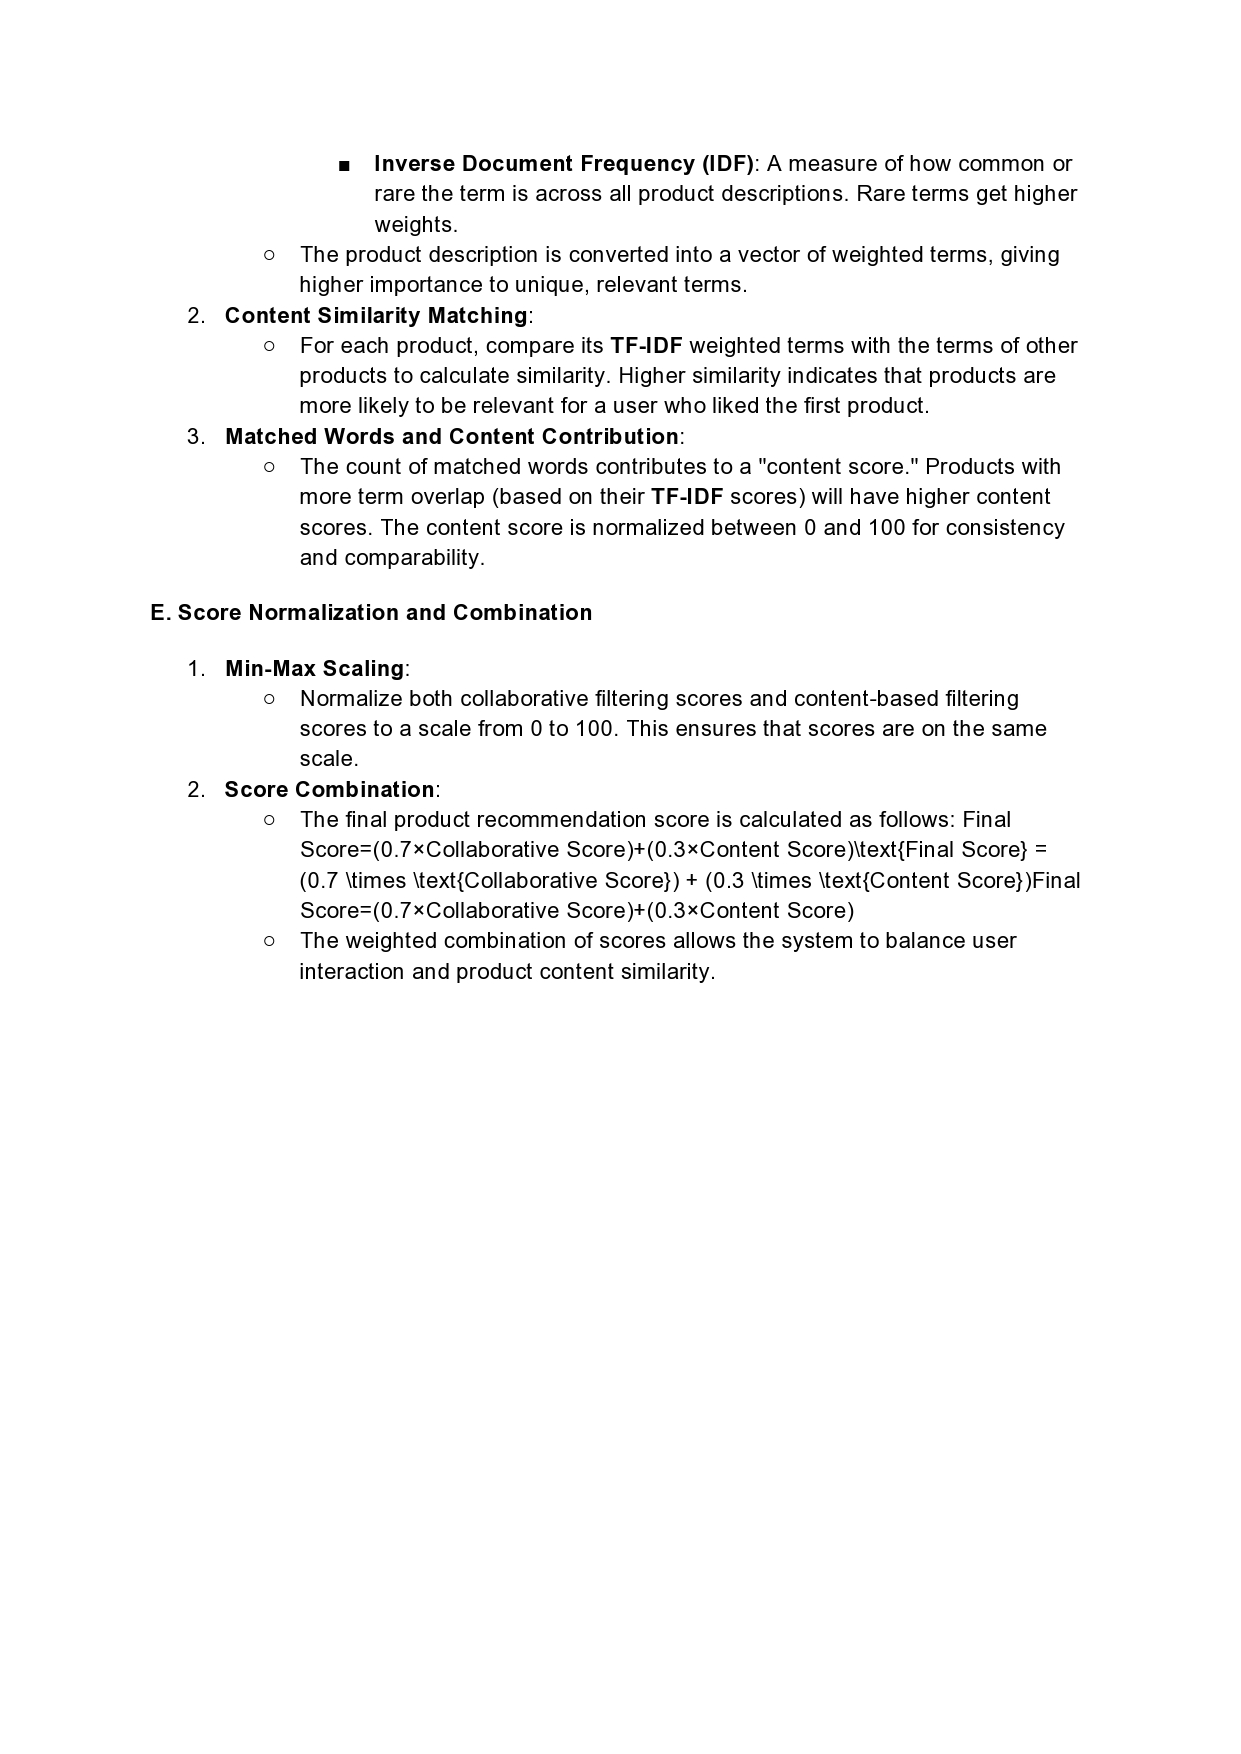 ■ Inverse Document Frequency (IDF): A measure of how common or
rare the term is across all product descriptions. Rare terms get higher
weights.
○ The product description is converted into a vector of weighted terms, giving
higher importance to unique, relevant terms.
2. Content Similarity Matching:
○ For each product, compare its TF-IDF weighted terms with the terms of other
products to calculate similarity. Higher similarity indicates that products are
more likely to be relevant for a user who liked the first product.
3. Matched Words and Content Contribution:
○ The count of matched words contributes to a "content score." Products with
more term overlap (based on their TF-IDF scores) will have higher content
scores. The content score is normalized between 0 and 100 for consistency
and comparability.
E. Score Normalization and Combination
1. Min-Max Scaling:
○ Normalize both collaborative filtering scores and content-based filtering
scores to a scale from 0 to 100. This ensures that scores are on the same
scale.
2. Score Combination:
○ The final product recommendation score is calculated as follows: Final
Score=(0.7×Collaborative Score)+(0.3×Content Score)\text{Final Score} =
(0.7 \times \text{Collaborative Score}) + (0.3 \times \text{Content Score})Final
Score=(0.7×Collaborative Score)+(0.3×Content Score)
○ The weighted combination of scores allows the system to balance user
interaction and product content similarity.